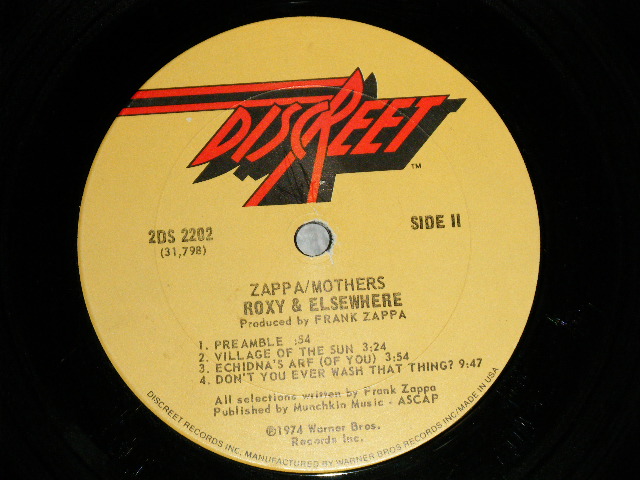 DISCREET
TM
2DS 2202
(31,798)
SIDE II
ZAPPA/MOTHERS
ROXY & ELSEWHERE
Produced by FRANK ZAPPA
1. PREAMBLE :54
2. VILLAGE OF THE SUN 3:24
3. ECHIDNA'S ARF (OF YOU) 3:54
4. DON'T YOU EVER WASH THAT THING? 9:47
All selections written by Frank Zappa
Published by Munchkin Music - ASCAP
℗1974 Warner Bros.
Records Inc.
DISCREET RECORDS INC. MANUFACTURED BY WARNER BROS RECORDS INC/MADE IN USA